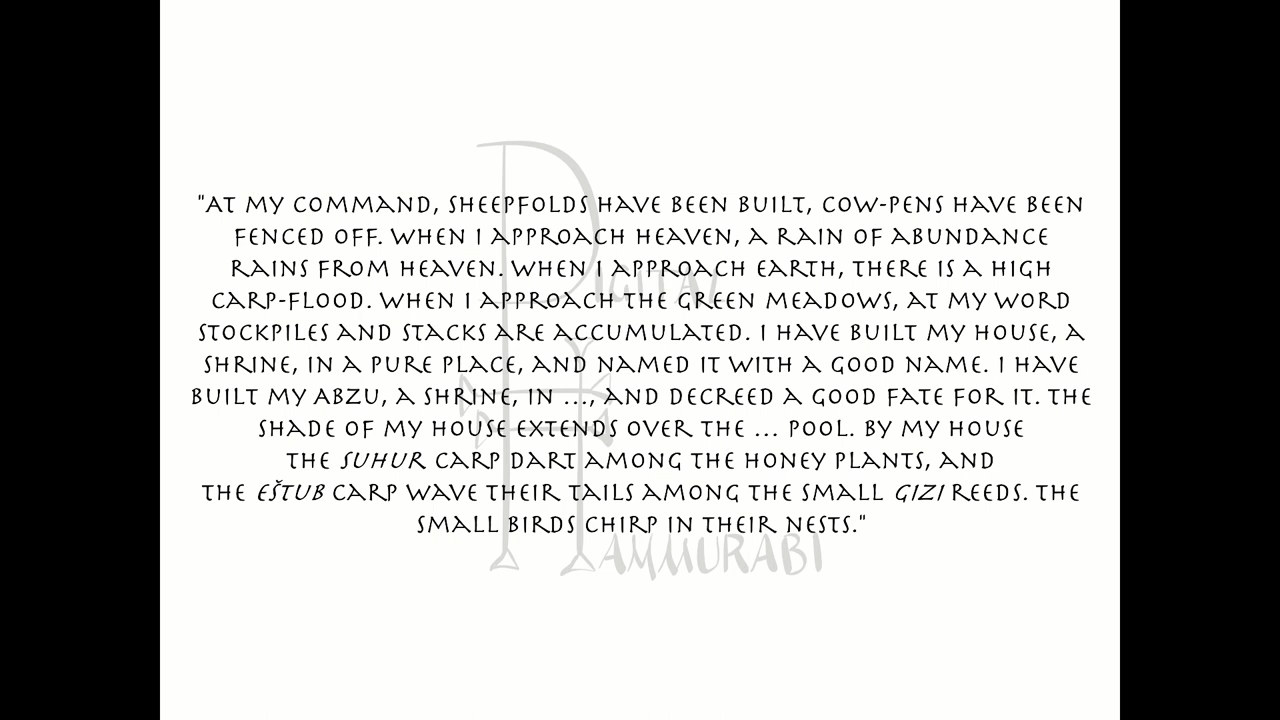 "At my command, sheepfolds have been built, cow-pens have been
fenced off. When I approach heaven, a rain of abundance
rains from heaven. When I approach earth, there is a high
carp-flood. When I approach the green meadows, at my word
stockpiles and stacks are accumulated. I have built my house, a
shrine, in a pure place, and named it with a good name. I have
built my Abzu, a shrine, in ..., and decreed a good fate for it. The
shade of my house extends over the ... pool. By my house
the suhur carp dart among the honey plants, and
the eštub carp wave their tails among the small gizi reeds. The
small birds chirp in their nests."
Digital
Hammurabi